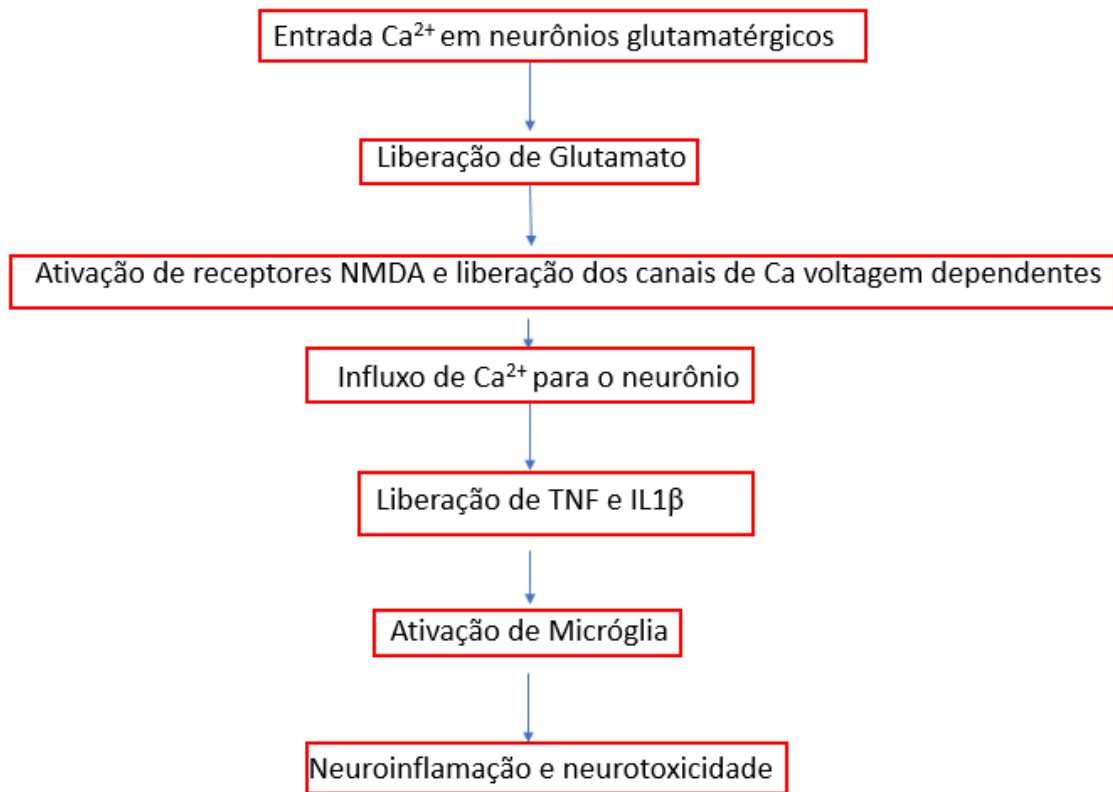 Entrada Ca²⁺ em neurônios glutamatérgicos
Liberação de Glutamato
Ativação de receptores NMDA e liberação dos canais de Ca voltagem dependentes
Influxo de Ca²⁺ para o neurônio
Liberação de TNF e IL1β
Ativação de Micróglia
Neuroinflamação e neurotoxicidade